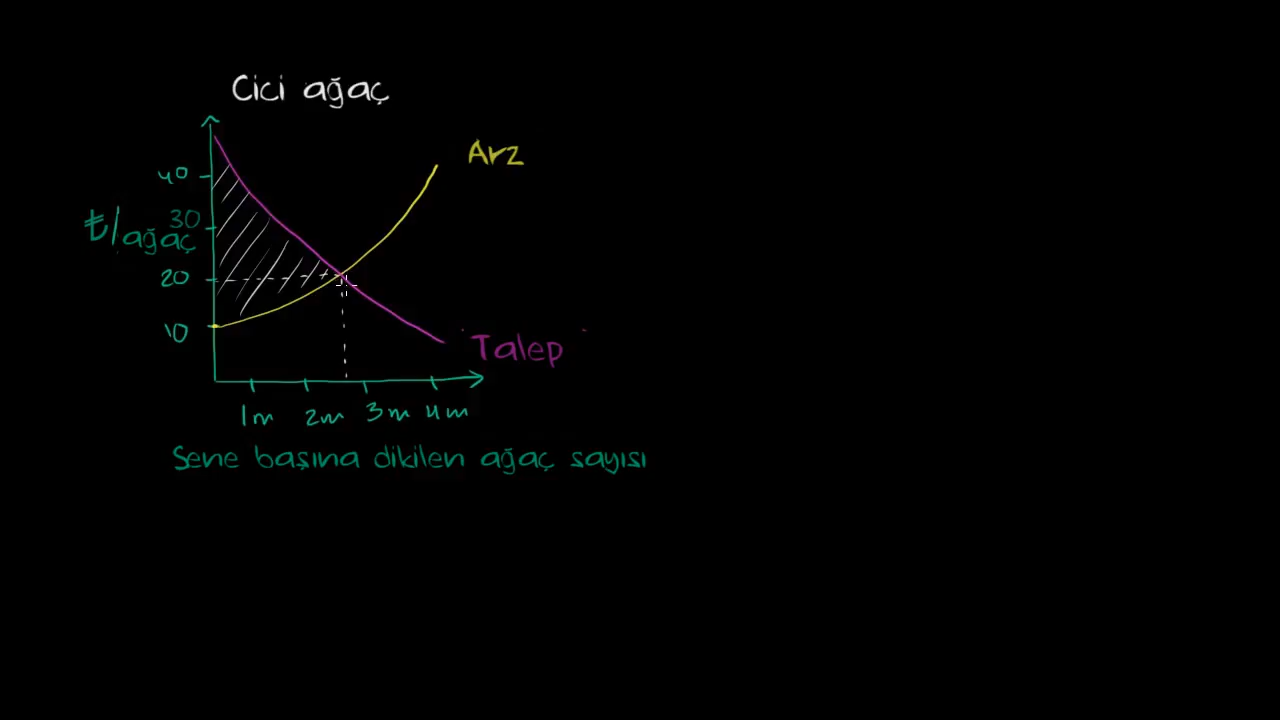 Cici ağaç
Arz
40
30
₺/ağaç
20
10
Talep
1m 2m 3m 4m
Sene başına dikilen ağaç sayısı